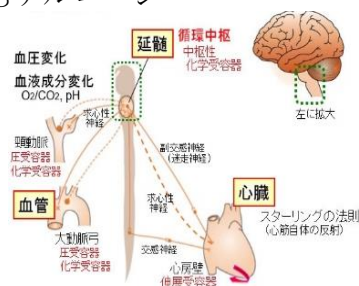 延髄
循環中枢
中枢性
化学受容器
血圧変化
血液成分変化
O2/CO2, pH
求心性
神経
左に拡大
圧受容器
化学受容器
副交感神経
(迷走神経)
血管
心臓
求心性
神経
スターリングの法則
(心筋自体の反射)
大動脈弓
圧受容器
化学受容器
交感神経
心房壁
伸展受容器